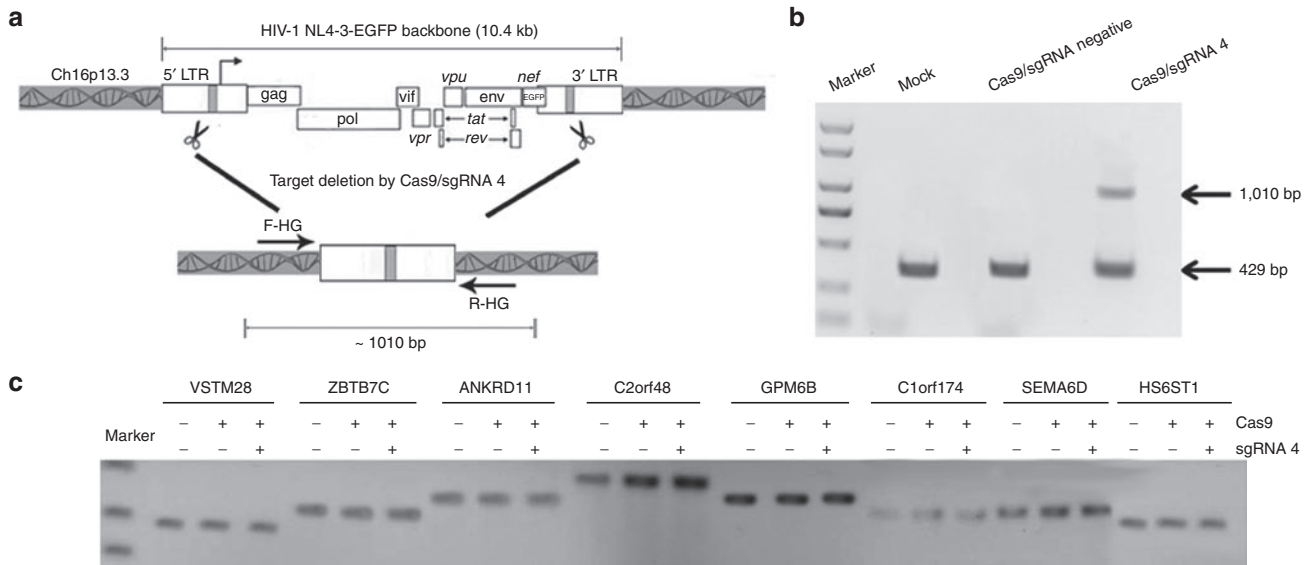 a
HIV-1 NL4-3-EGFP backbone (10.4 kb)
Ch16p13.3
5′ LTR
gag
pol
vif
vpr
vpu
env
tat
rev
nef
EGFP
3′ LTR
Target deletion by Cas9/sgRNA 4
F-HG
R-HG
~ 1010 bp
b
Marker
Mock
Cas9/sgRNA negative
Cas9/sgRNA 4
1,010 bp
429 bp
c
VSTM28 ZBTB7C ANKRD11 C2orf48 GPM6B C1orf174 SEMA6D HS6ST1
Marker
– + + – + + – + + – + + – + + – + + – + + – + + Cas9
– – + – – + – – + – – + – – + – – + – – + – – + sgRNA 4